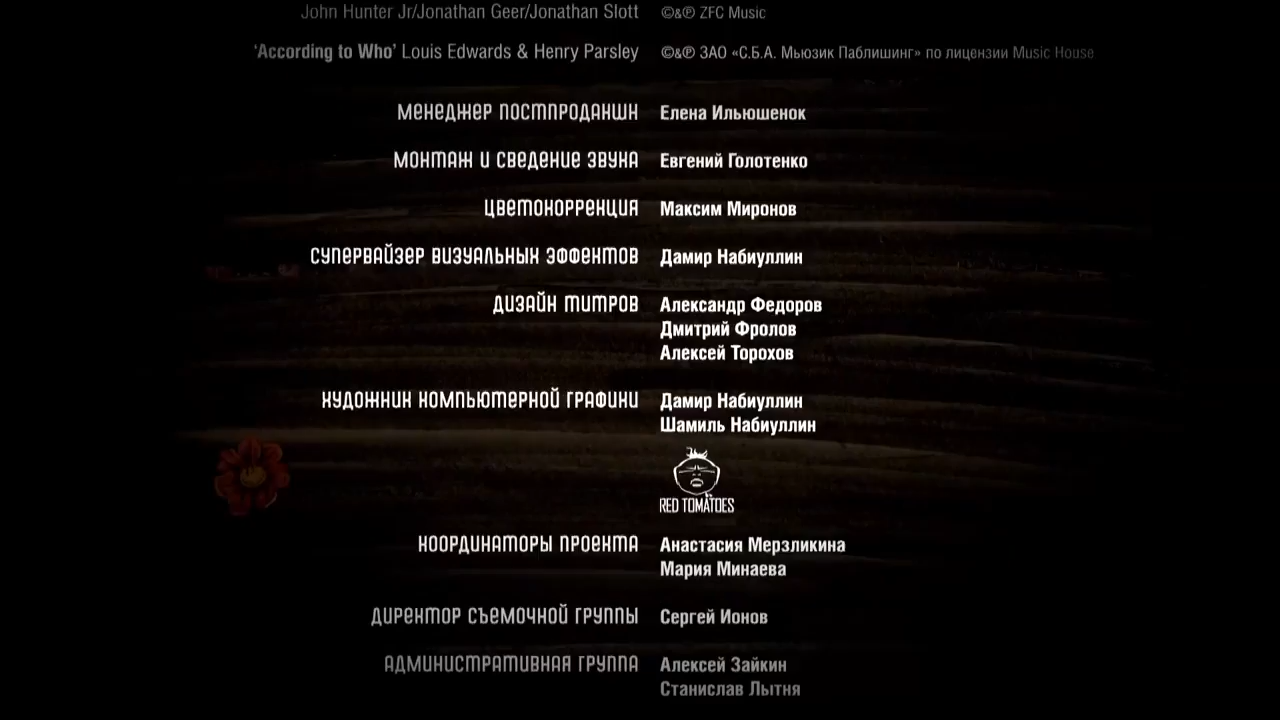 John Hunter Jr/Jonathan Geer/Jonathan Slott ©&℗ ZFC Music
'According to Who' Louis Edwards & Henry Parsley ©&℗ ЗАО «С.Б.А. Мьюзик Паблишинг» по лицензии Music House
МЕНЕДЖЕР ПОСТПРОДАКШН Елена Ильюшенок
МОНТАЖ И СВЕДЕНИЕ ЗВУКА Евгений Голотенко
ЦВЕТОКОРРЕКЦИЯ Максим Миронов
СУПЕРВАЙЗЕР ВИЗУАЛЬНЫХ ЭФФЕКТОВ Дамир Набиуллин
ДИЗАЙН ТИТРОВ Александр Федоров
Дмитрий Фролов
Алексей Торохов
ХУДОЖНИК КОМПЬЮТЕРНОЙ ГРАФИКИ Дамир Набиуллин
Шамиль Набиуллин
RED TOMATOES
КООРДИНАТОРЫ ПРОЕКТА Анастасия Мерзликина
Мария Минаева
ДИРЕКТОР СЪЕМОЧНОЙ ГРУППЫ Сергей Ионов
АДМИНИСТРАТИВНАЯ ГРУППА Алексей Зайкин
Станислав Лытня